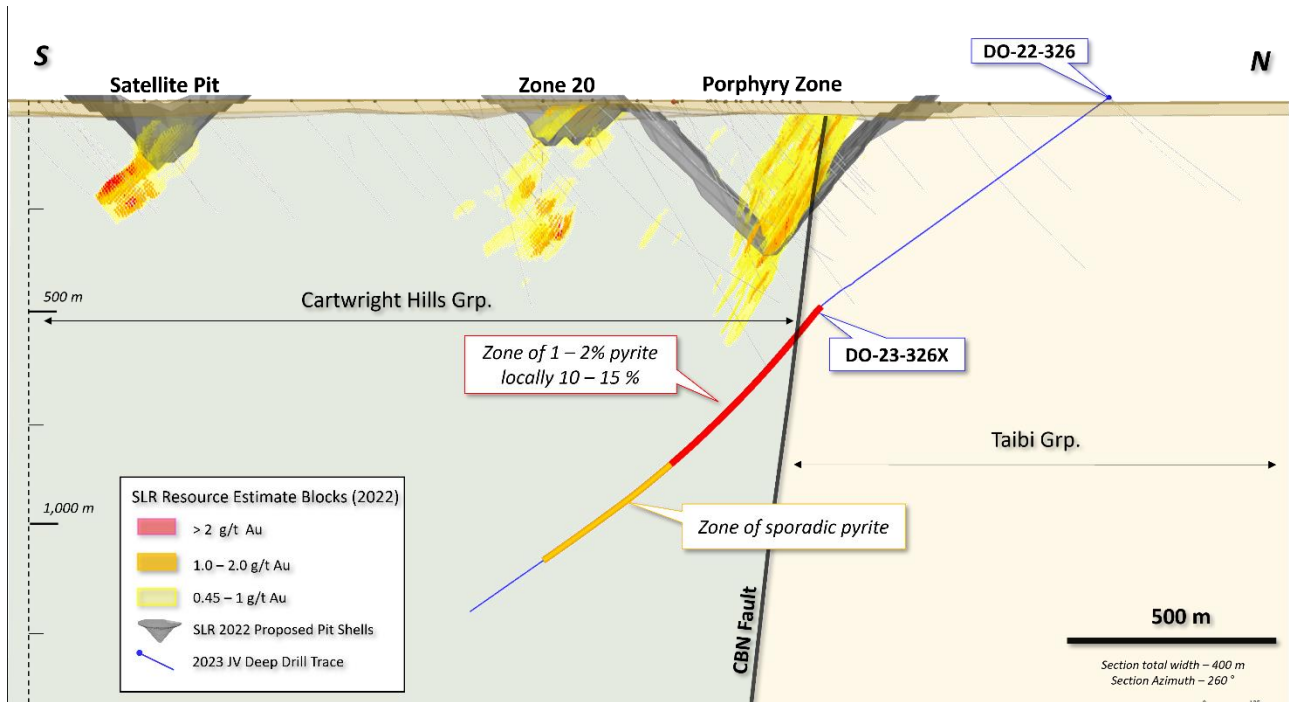 S
Satellite Pit
Zone 20
Porphyry Zone
DO-22-326
N
500 m
Cartwright Hills Grp.
Zone of 1 – 2% pyrite
locally 10 – 15 %
DO-23-326X
Taibi Grp.
1,000 m
Zone of sporadic pyrite
CBN Fault
SLR Resource Estimate Blocks (2022)
> 2 g/t Au
1.0 – 2.0 g/t Au
0.45 – 1 g/t Au
SLR 2022 Proposed Pit Shells
2023 JV Deep Drill Trace
500 m
Section total width – 400 m
Section Azimuth – 260 °